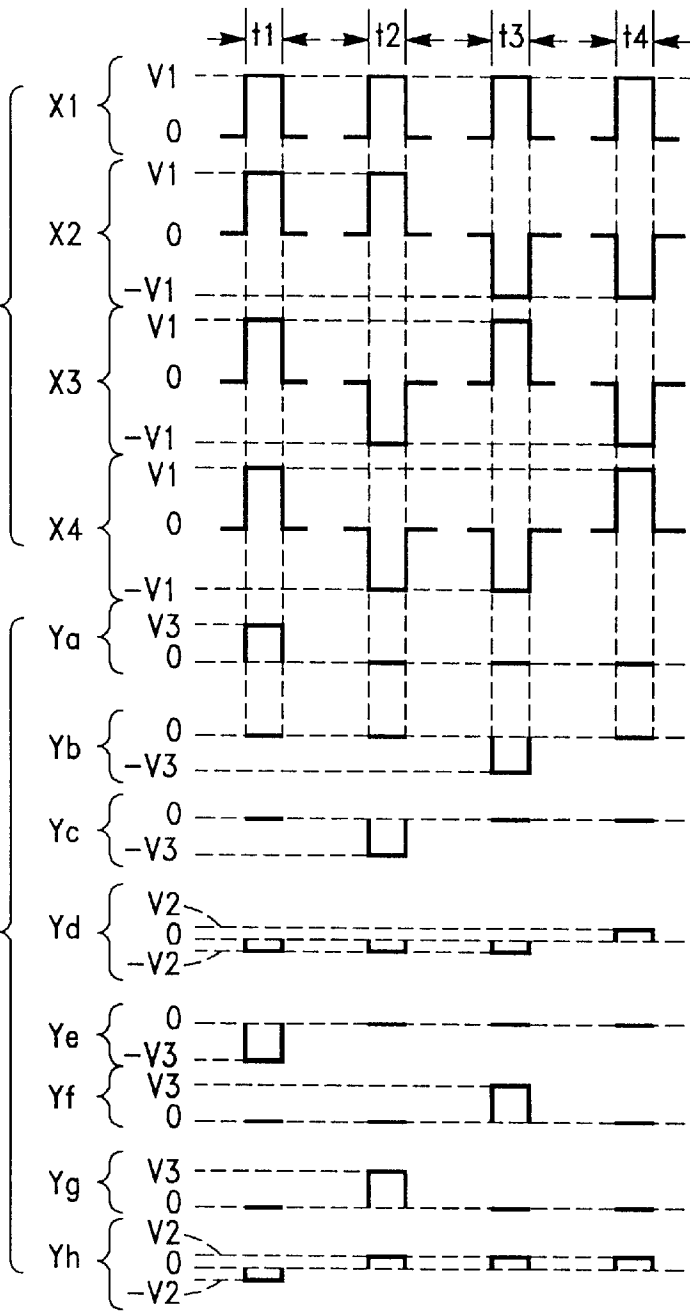 t1 t2 t3 t4
X1 V1
0
X2 V1
0
-V1
X3 V1
0
-V1
X4 V1
0
-V1
Ya V3
0
Yb 0
-V3
Yc 0
-V3
Yd V2
0
-V2
Ye 0
-V3
Yf V3
0
Yg V3
0
Yh V2
0
-V2